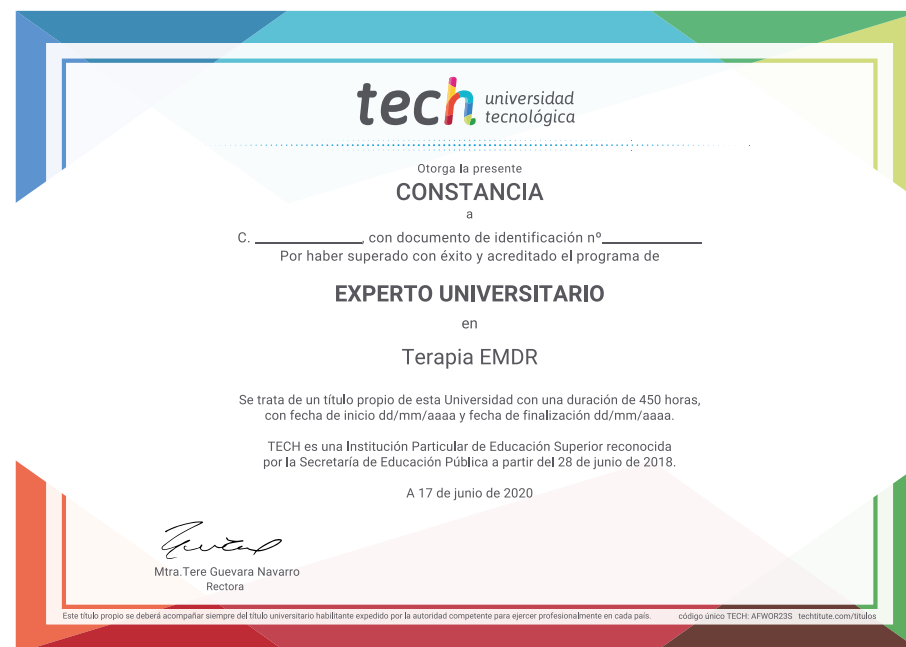 tech universidad
tecnológica
Otorga la presente
CONSTANCIA
a
C. ______________, con documento de identificación nº_____________
Por haber superado con éxito y acreditado el programa de
EXPERTO UNIVERSITARIO
en
Terapia EMDR
Se trata de un título propio de esta Universidad con una duración de 450 horas,
con fecha de inicio dd/mm/aaaa y fecha de finalización dd/mm/aaaa.
TECH es una Institución Particular de Educación Superior reconocida
por la Secretaría de Educación Pública a partir del 28 de junio de 2018.
A 17 de junio de 2020
Mtra.Tere Guevara Navarro
Rectora
Este título propio se deberá acompañar siempre del título universitario habilitante expedido por la autoridad competente para ejercer profesionalmente en cada país. código único TECH: AFWOR23S techtitute.com/titulos